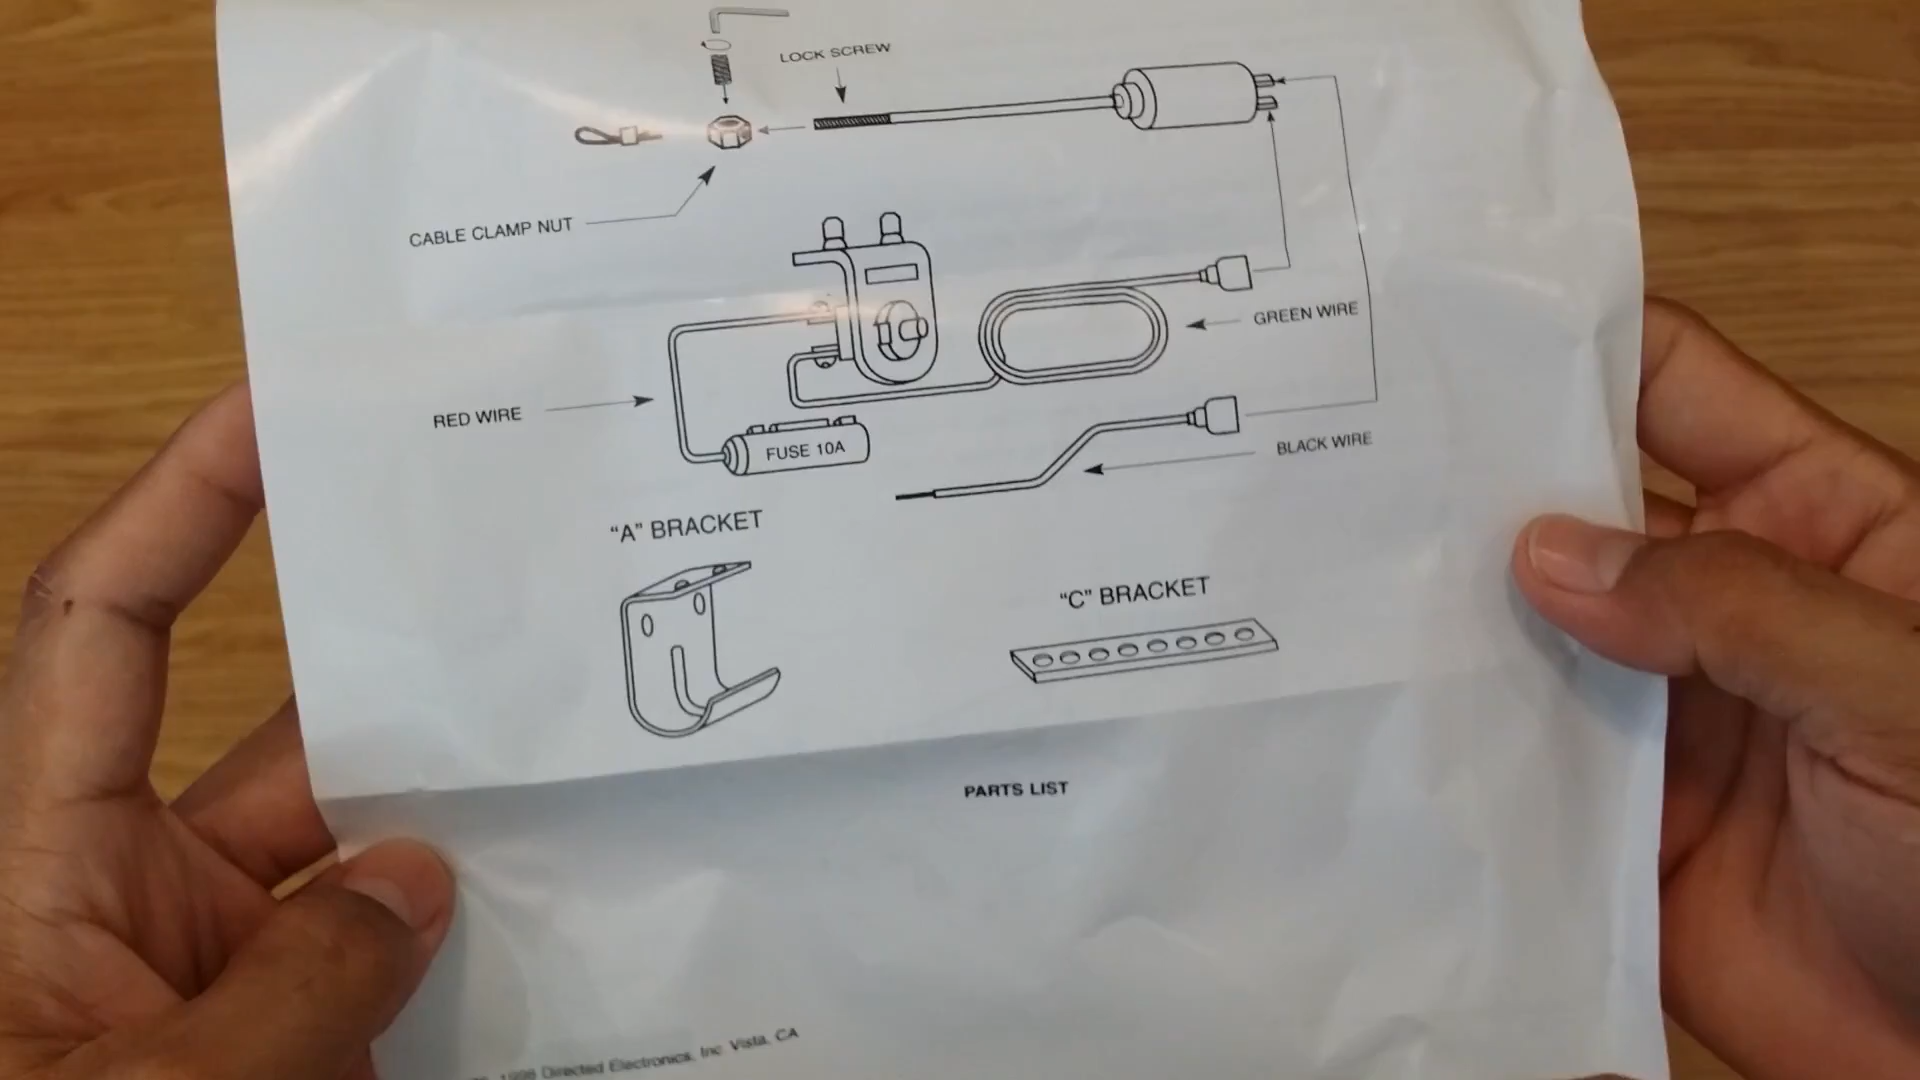 LOCK SCREW
CABLE CLAMP NUT
GREEN WIRE
RED WIRE
FUSE 10A
BLACK WIRE
“A” BRACKET
“C” BRACKET
PARTS LIST
1998 Directed Electronics, Inc. Vista, CA